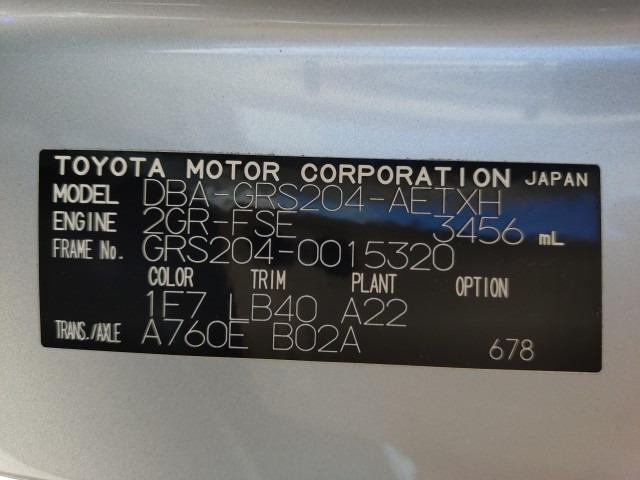 TOYOTA MOTOR CORPORATION JAPAN
MODEL DBA-GRS204-AETXH
ENGINE 2GR-FSE 3456 mL
FRAME No. GRS204-0015320
COLOR TRIM PLANT OPTION
1F7 LB40 A22
TRANS./AXLE A760E B02A
678